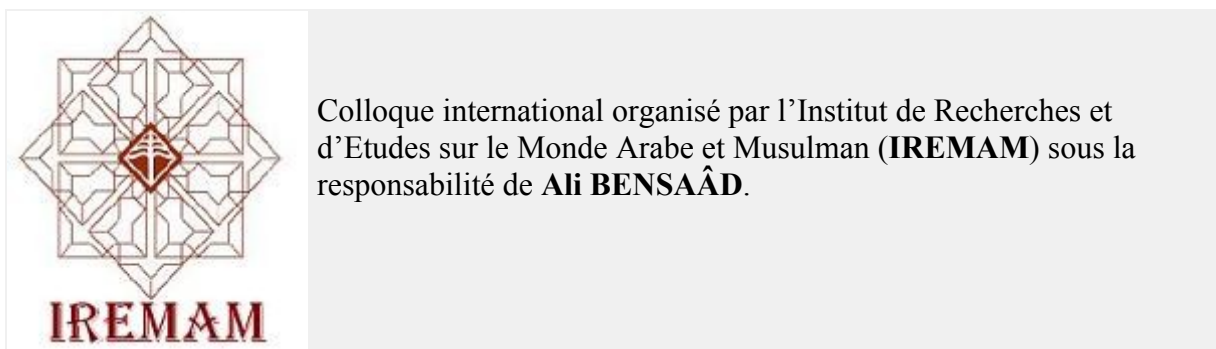 Colloque international organisé par l’Institut de Recherches et
d’Etudes sur le Monde Arabe et Musulman (IREMAM) sous la
responsabilité de Ali BENSAÂD.
IREMAM